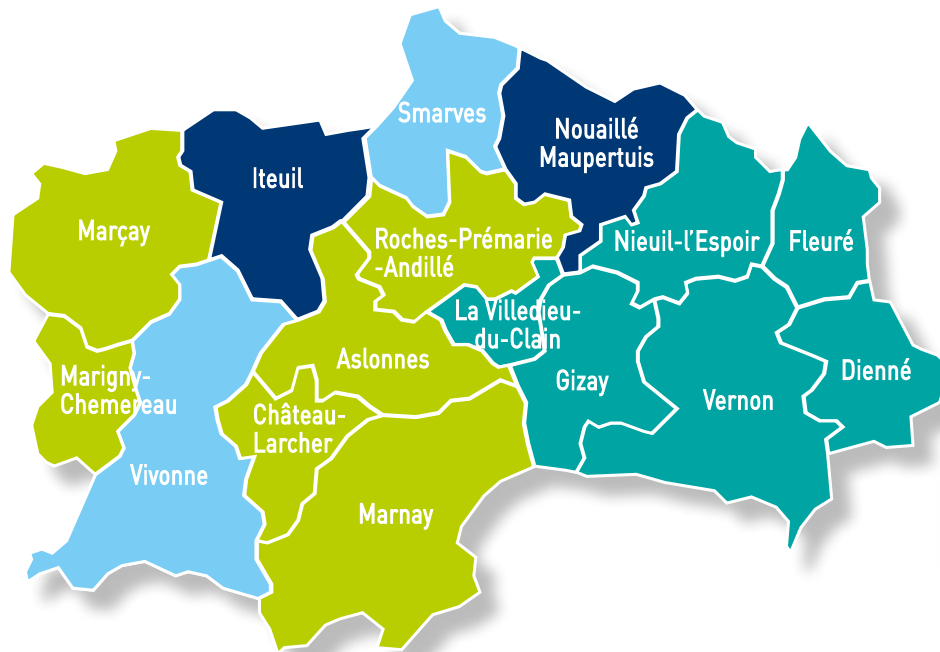 Smarves
Nouaillé
Maupertuis
Iteuil
Marçay
Roches-Prémarie
-Andillé
Nieuil-l'Espoir
Fleuré
La Villedieu-
du-Clain
Aslonnes
Marigny-
Chemereau
Gizay
Vernon
Dienné
Château-
Larcher
Vivonne
Marnay